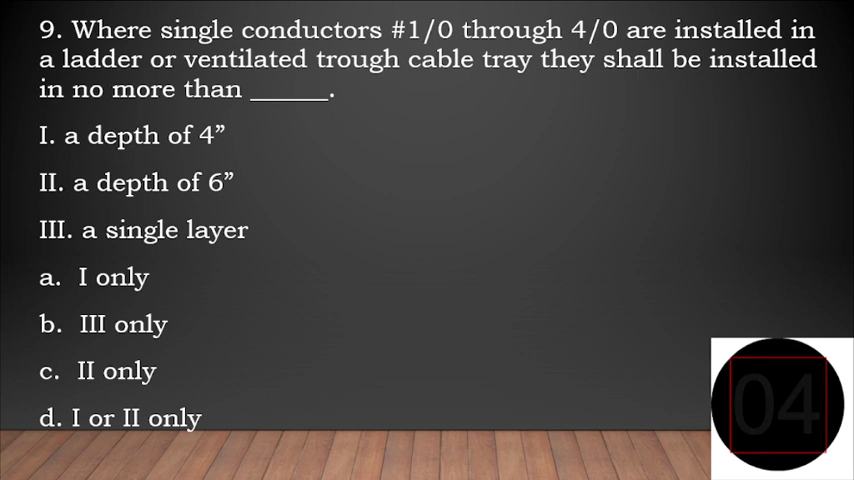 9. Where single conductors #1/0 through 4/0 are installed in
a ladder or ventilated trough cable tray they shall be installed
in no more than ______.
I. a depth of 4”
II. a depth of 6”
III. a single layer
a. I only
b. III only
c. II only
d. I or II only
04